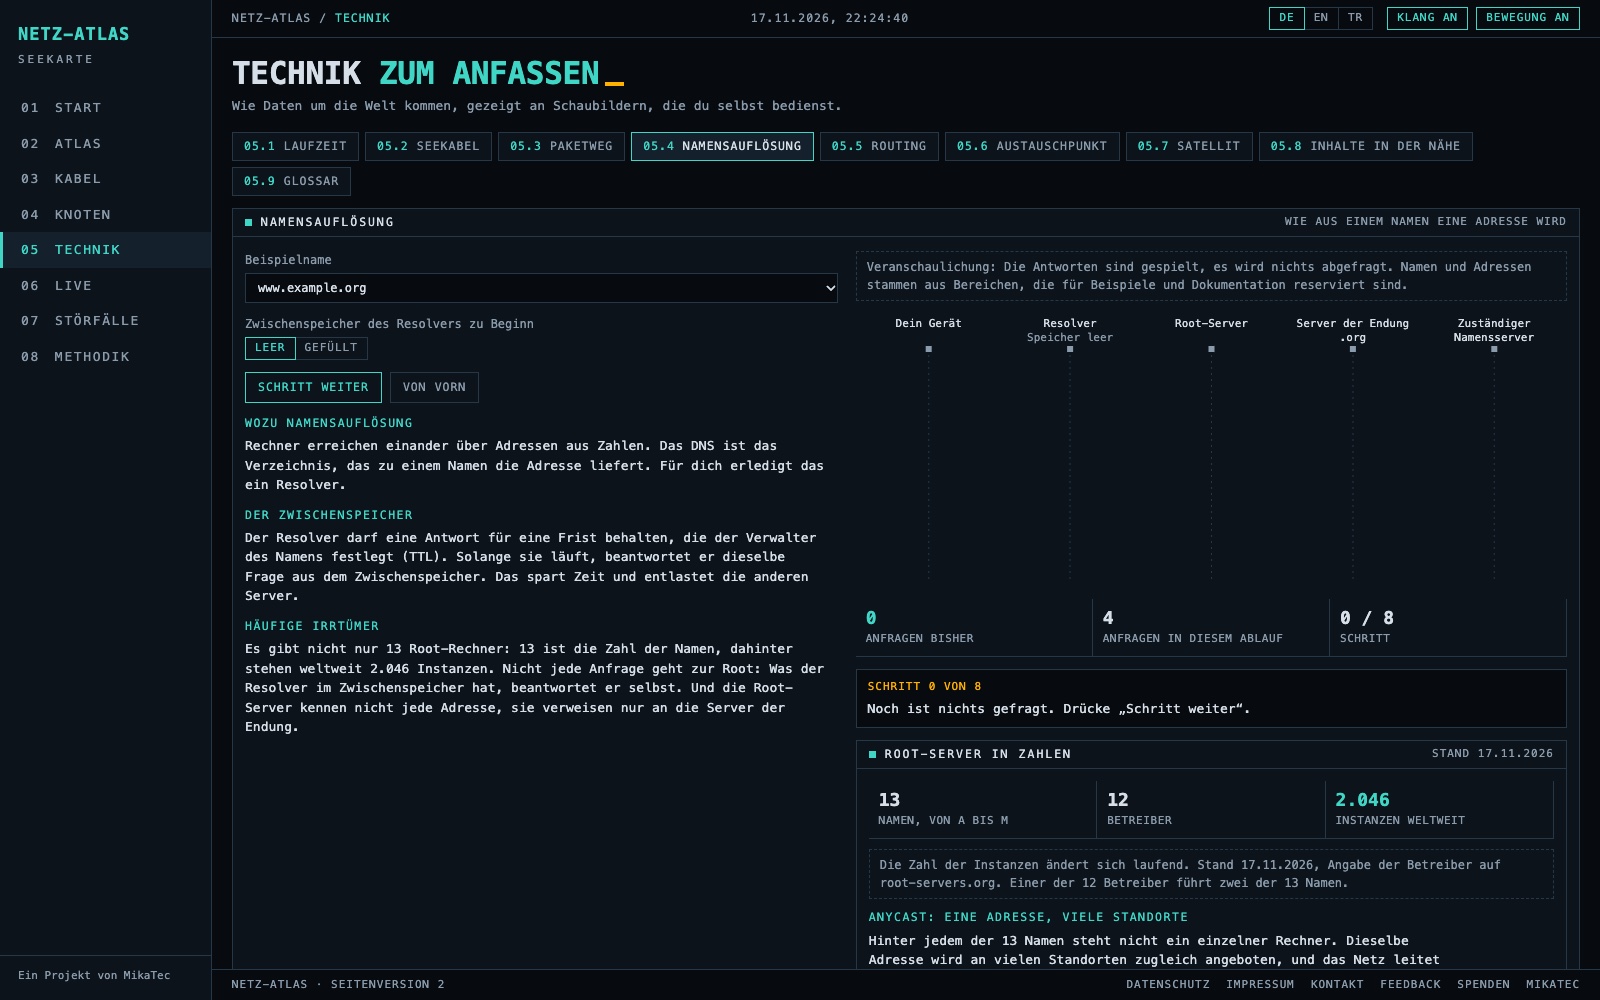 NETZ-ATLAS
SEEKARTE
01 START
02 ATLAS
03 KABEL
04 KNOTEN
05 TECHNIK
06 LIVE
07 STÖRFÄLLE
08 METHODIK
Ein Projekt von MikaTec
NETZ-ATLAS / TECHNIK
17.11.2026, 22:24:40
DE EN TR
KLANG AN
BEWEGUNG AN
TECHNIK ZUM ANFASSEN_
Wie Daten um die Welt kommen, gezeigt an Schaubildern, die du selbst bedienst.
05.1 LAUFZEIT
05.2 SEEKABEL
05.3 PAKETWEG
05.4 NAMENSAUFLÖSUNG
05.5 ROUTING
05.6 AUSTAUSCHPUNKT
05.7 SATELLIT
05.8 INHALTE IN DER NÄHE
05.9 GLOSSAR
NAMENSAUFLÖSUNG
WIE AUS EINEM NAMEN EINE ADRESSE WIRD
Beispielname
www.example.org
Zwischenspeicher des Resolvers zu Beginn
LEER GEFÜLLT
SCHRITT WEITER
VON VORN
WOZU NAMENSAUFLÖSUNG
Rechner erreichen einander über Adressen aus Zahlen. Das DNS ist das
Verzeichnis, das zu einem Namen die Adresse liefert. Für dich erledigt das
ein Resolver.
DER ZWISCHENSPEICHER
Der Resolver darf eine Antwort für eine Frist behalten, die der Verwalter
des Namens festlegt (TTL). Solange sie läuft, beantwortet er dieselbe
Frage aus dem Zwischenspeicher. Das spart Zeit und entlastet die anderen
Server.
HÄUFIGE IRRTÜMER
Es gibt nicht nur 13 Root-Rechner: 13 ist die Zahl der Namen, dahinter
stehen weltweit 2.046 Instanzen. Nicht jede Anfrage geht zur Root: Was der
Resolver im Zwischenspeicher hat, beantwortet er selbst. Und die Root-
Server kennen nicht jede Adresse, sie verweisen nur an die Server der
Endung.
Veranschaulichung: Die Antworten sind gespielt, es wird nichts abgefragt. Namen und Adressen
stammen aus Bereichen, die für Beispiele und Dokumentation reserviert sind.
Dein Gerät
Resolver
Speicher leer
Root-Server
Server der Endung
.org
Zuständiger
Namensserver
0
ANFRAGEN BISHER
4
ANFRAGEN IN DIESEM ABLAUF
0 / 8
SCHRITT
SCHRITT 0 VON 8
Noch ist nichts gefragt. Drücke „Schritt weiter“.
ROOT-SERVER IN ZAHLEN
STAND 17.11.2026
13
NAMEN, VON A BIS M
12
BETREIBER
2.046
INSTANZEN WELTWEIT
Die Zahl der Instanzen ändert sich laufend. Stand 17.11.2026, Angabe der Betreiber auf
root-servers.org. Einer der 12 Betreiber führt zwei der 13 Namen.
ANYCAST: EINE ADRESSE, VIELE STANDORTE
Hinter jedem der 13 Namen steht nicht ein einzelner Rechner. Dieselbe
Adresse wird an vielen Standorten zugleich angeboten, und das Netz leitet
NETZ-ATLAS · SEITENVERSION 2
DATENSCHUTZ IMPRESSUM KONTAKT FEEDBACK SPENDEN MIKATEC